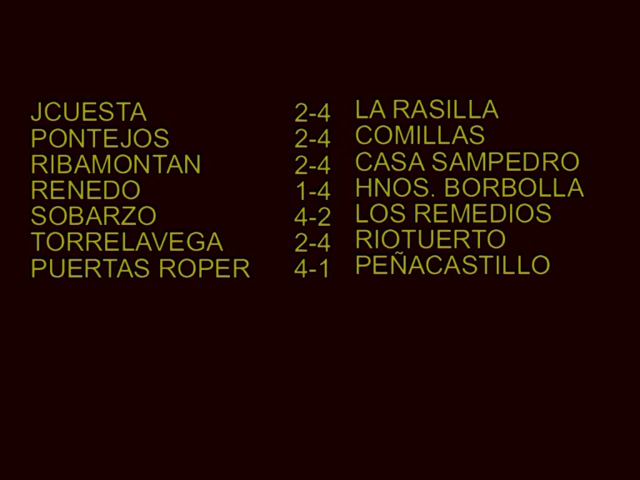 JCUESTA 2-4 LA RASILLA
PONTEJOS 2-4 COMILLAS
RIBAMONTAN 2-4 CASA SAMPEDRO
RENEDO 1-4 HNOS. BORBOLLA
SOBARZO 4-2 LOS REMEDIOS
TORRELAVEGA 2-4 RIOTUERTO
PUERTAS ROPER 4-1 PEÑACASTILLO